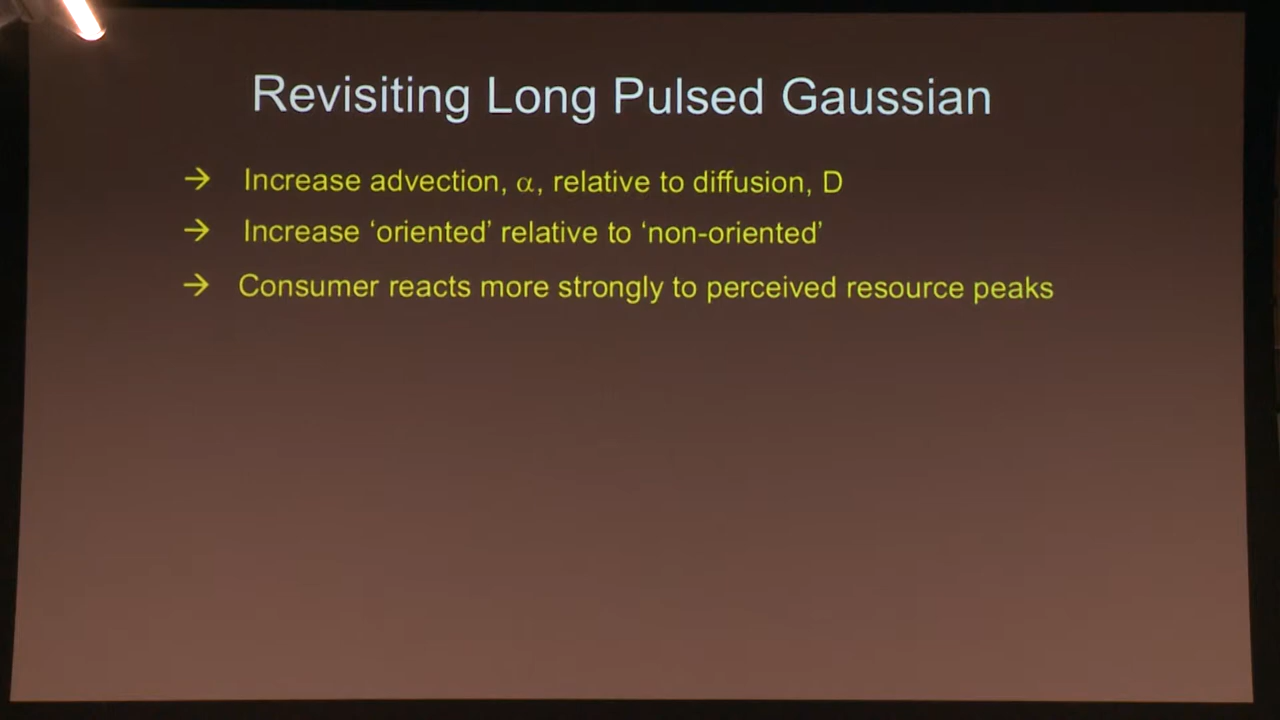 Revisiting Long Pulsed Gaussian
→ Increase advection, α, relative to diffusion, D
→ Increase ‘oriented’ relative to ‘non-oriented’
→ Consumer reacts more strongly to perceived resource peaks